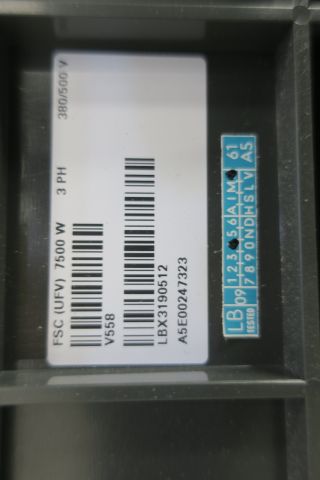 FSC (UFV) 7500 W 3 PH 380/500 V
V558
LBX3190512
A5E00247323
LB 09 1,2,3 5,6 A I M 61
TESTED 7 8 9 0 N D H S L V A5